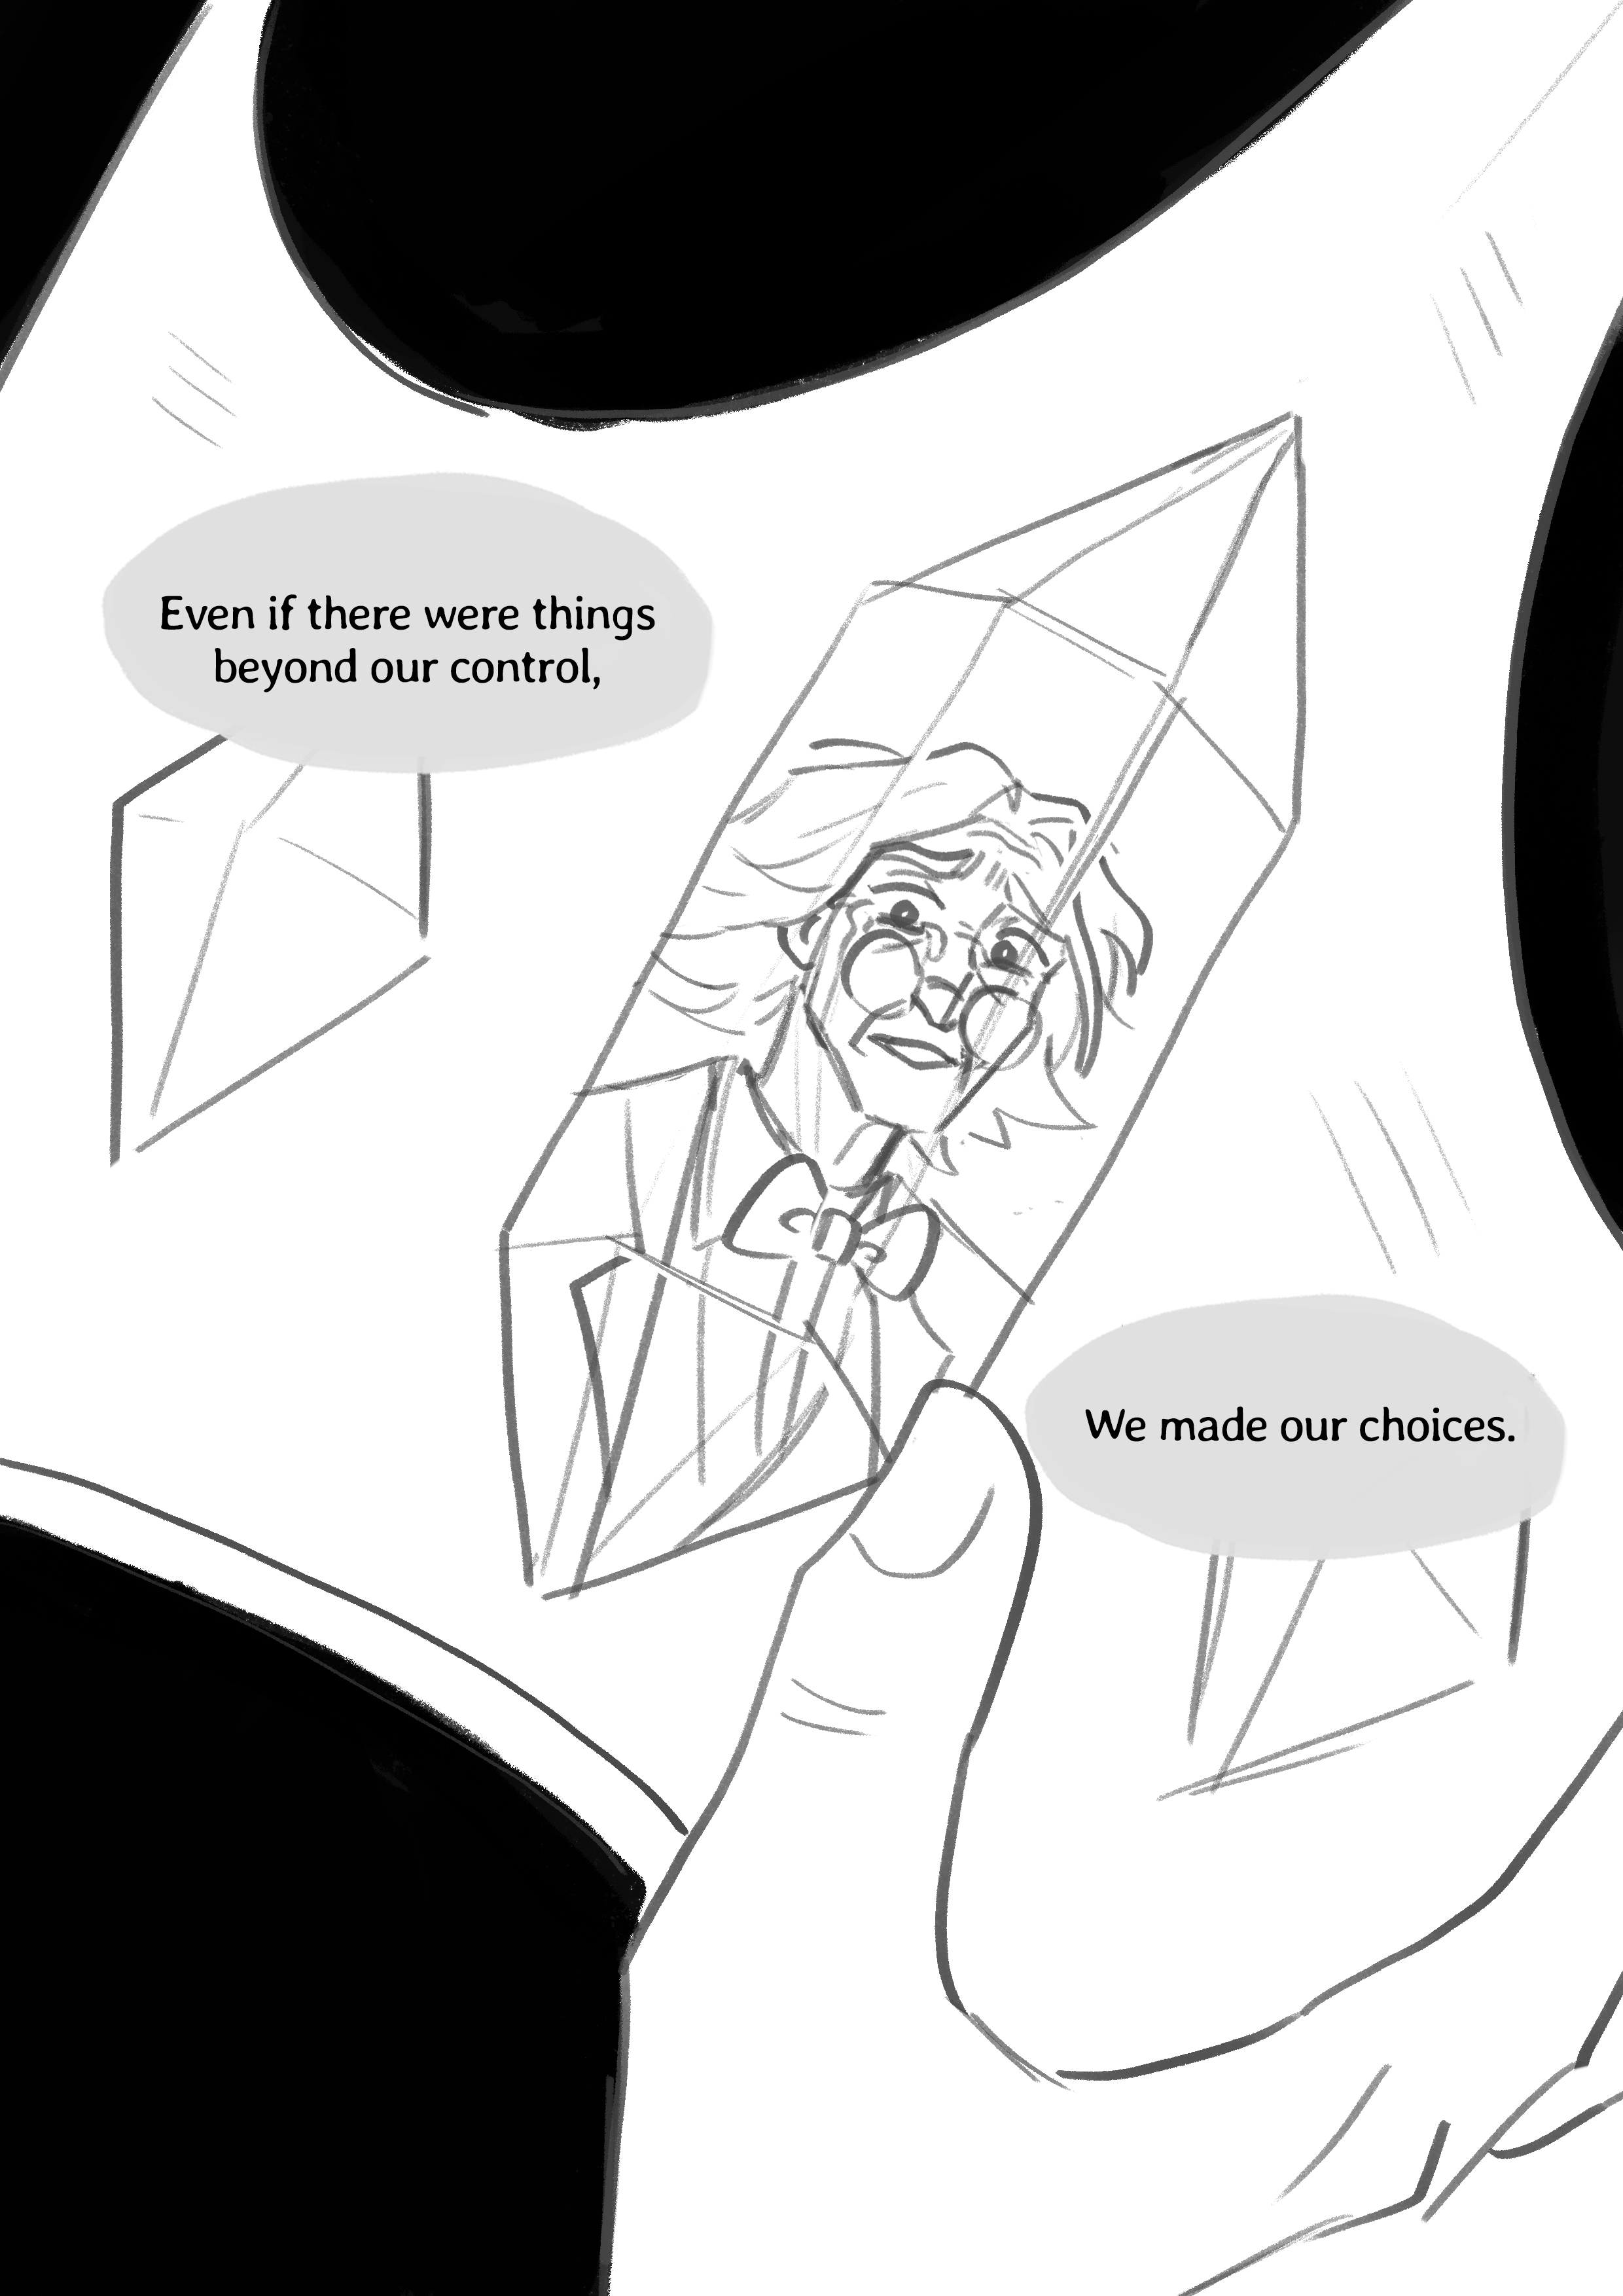 Even if there were things
beyond our control,
We made our choices.